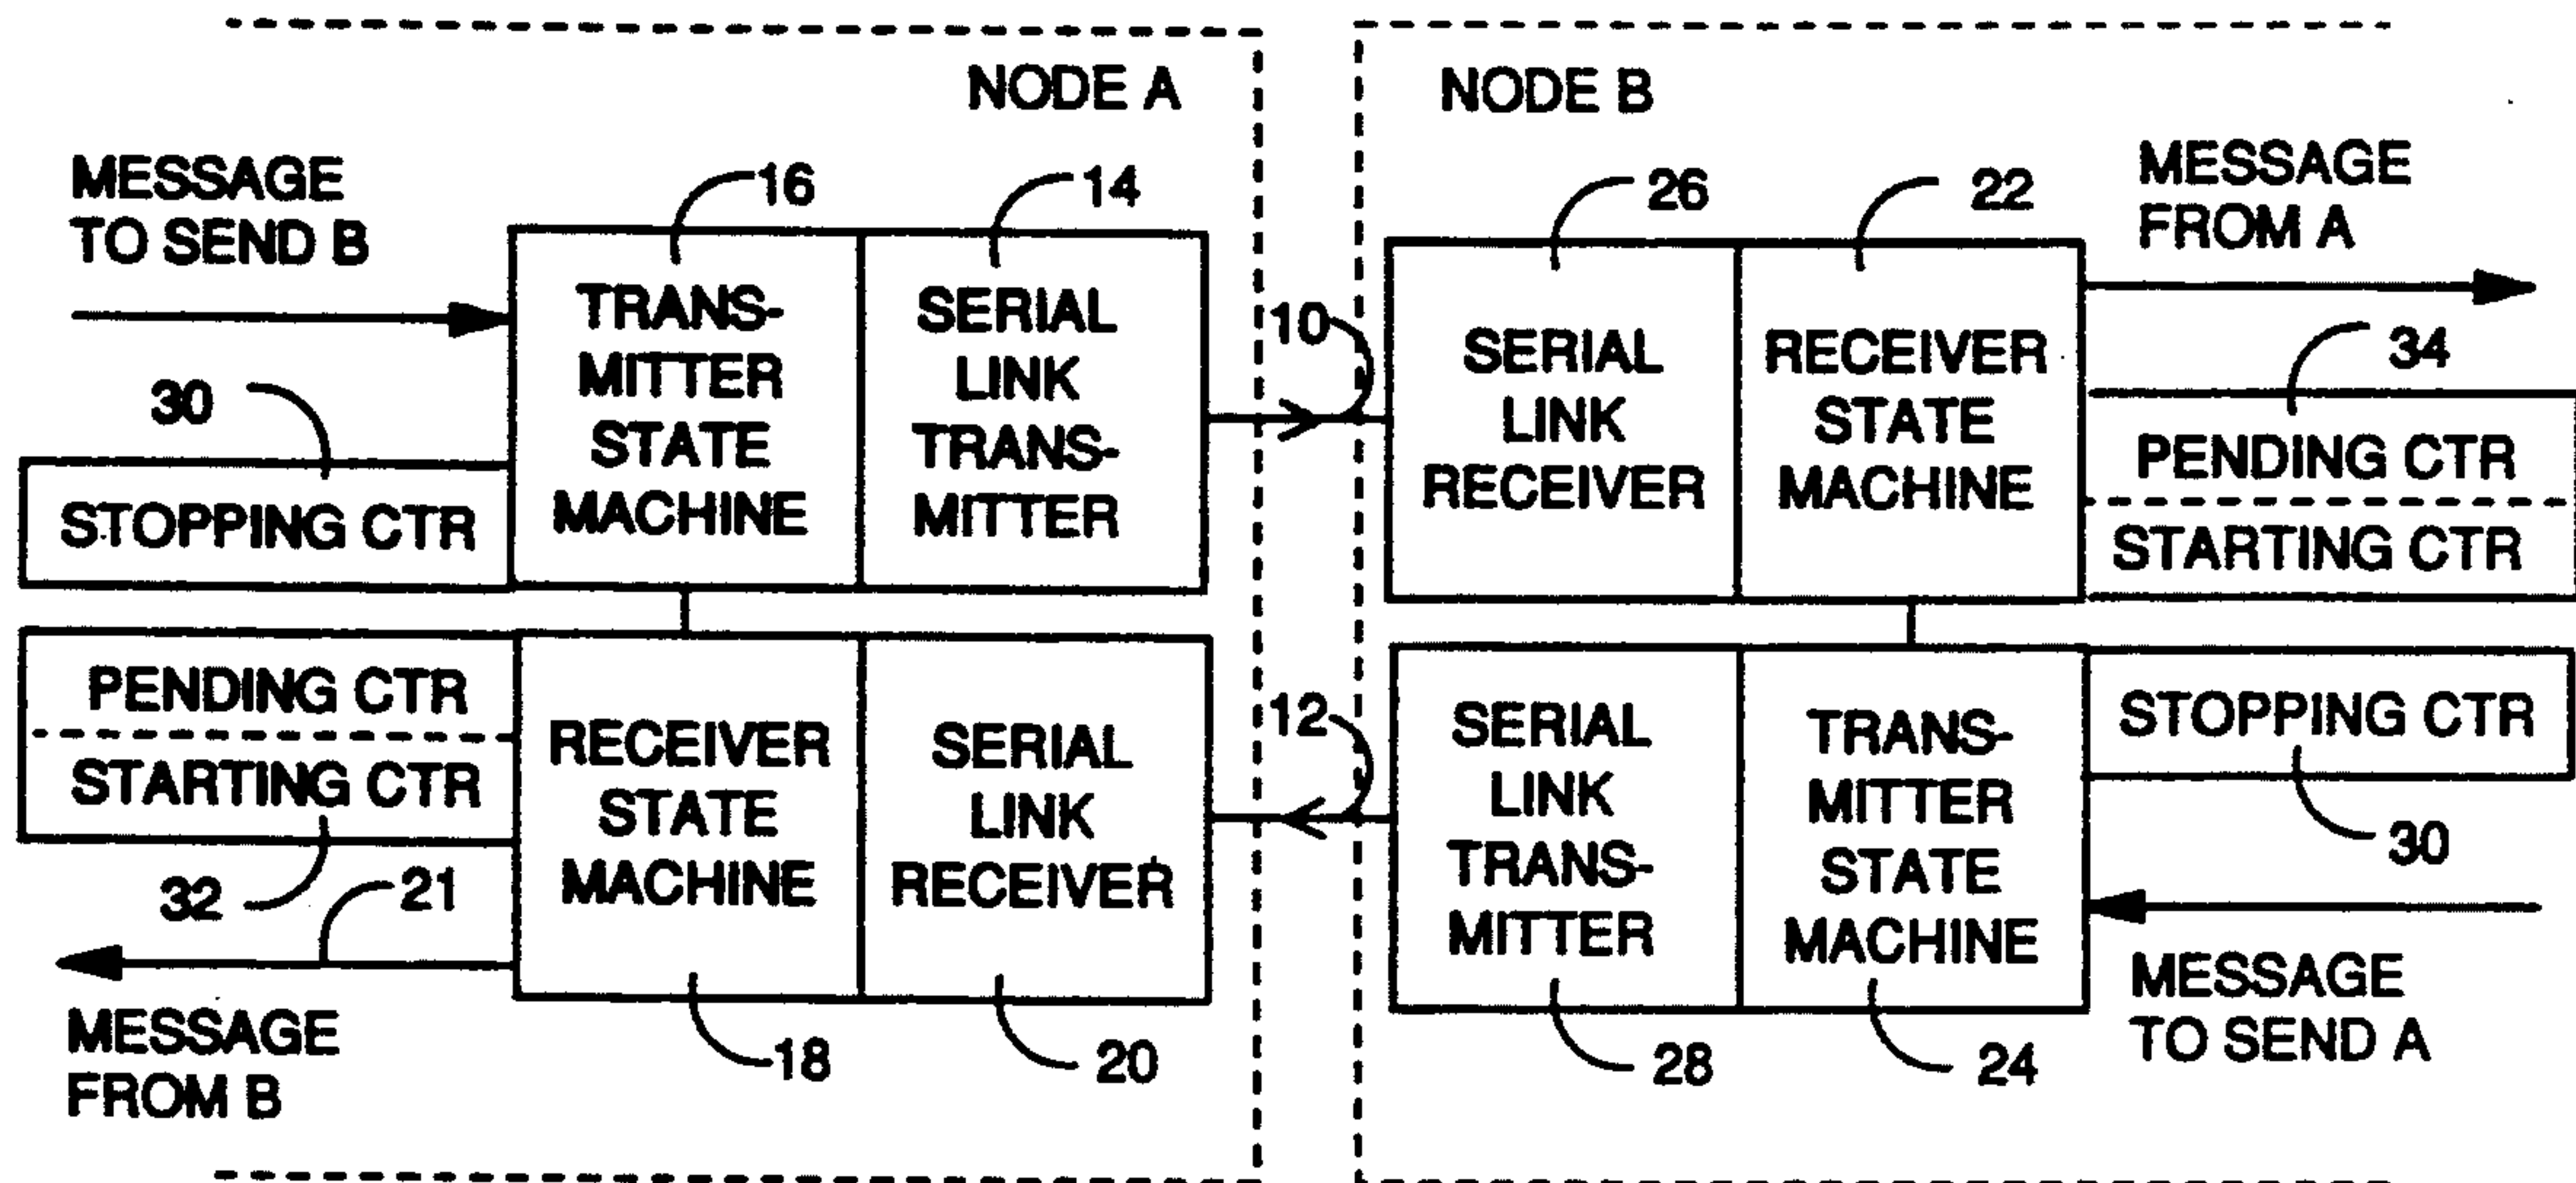 NODE A
NODE B
MESSAGE
TO SEND B
16
14
26
22
MESSAGE
FROM A
TRANS-
MITTER
STATE
MACHINE
SERIAL
LINK
TRANS-
MITTER
10
SERIAL
LINK
RECEIVER
RECEIVER
STATE
MACHINE
34
30
STOPPING CTR
PENDING CTR
STARTING CTR
PENDING CTR
STARTING CTR
32
21
RECEIVER
STATE
MACHINE
SERIAL
LINK
RECEIVER
12
SERIAL
LINK
TRANS-
MITTER
TRANS-
MITTER
STATE
MACHINE
STOPPING CTR
30
MESSAGE
FROM B
18
20
28
24
MESSAGE
TO SEND A